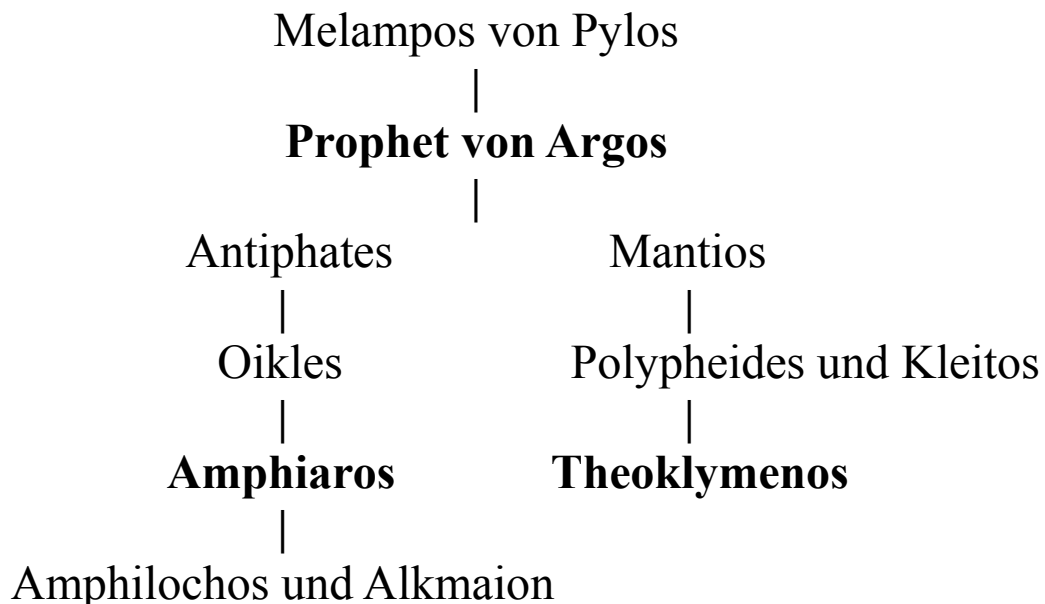 Melampos von Pylos
|
Prophet von Argos
|
Antiphates Mantios
| |
Oikles Polypheides und Kleitos
| |
Amphiaros Theoklymenos
|
Amphilochos und Alkmaion